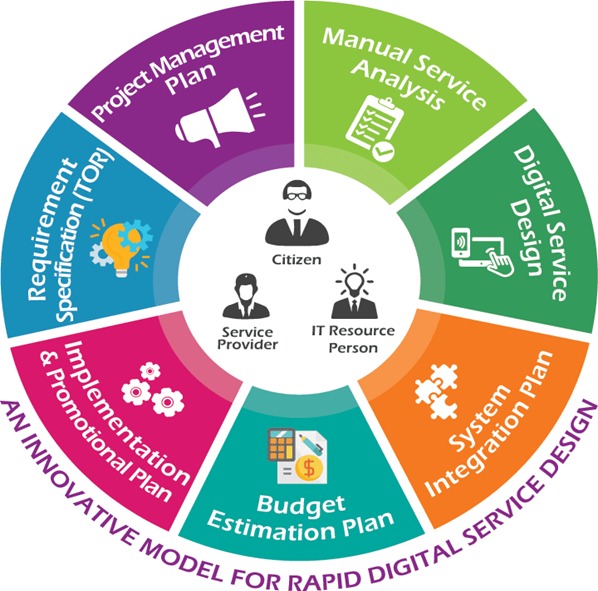 Manual Service
Analysis
Digital Service
Design
System
Integration Plan
Budget
Estimation Plan
$
Implementation
& Promotional Plan
Requirement
Specification (TOR)
Project Management
Plan
Citizen
Service
Provider
IT Resource
Person
AN INNOVATIVE MODEL FOR RAPID DIGITAL SERVICE DESIGN